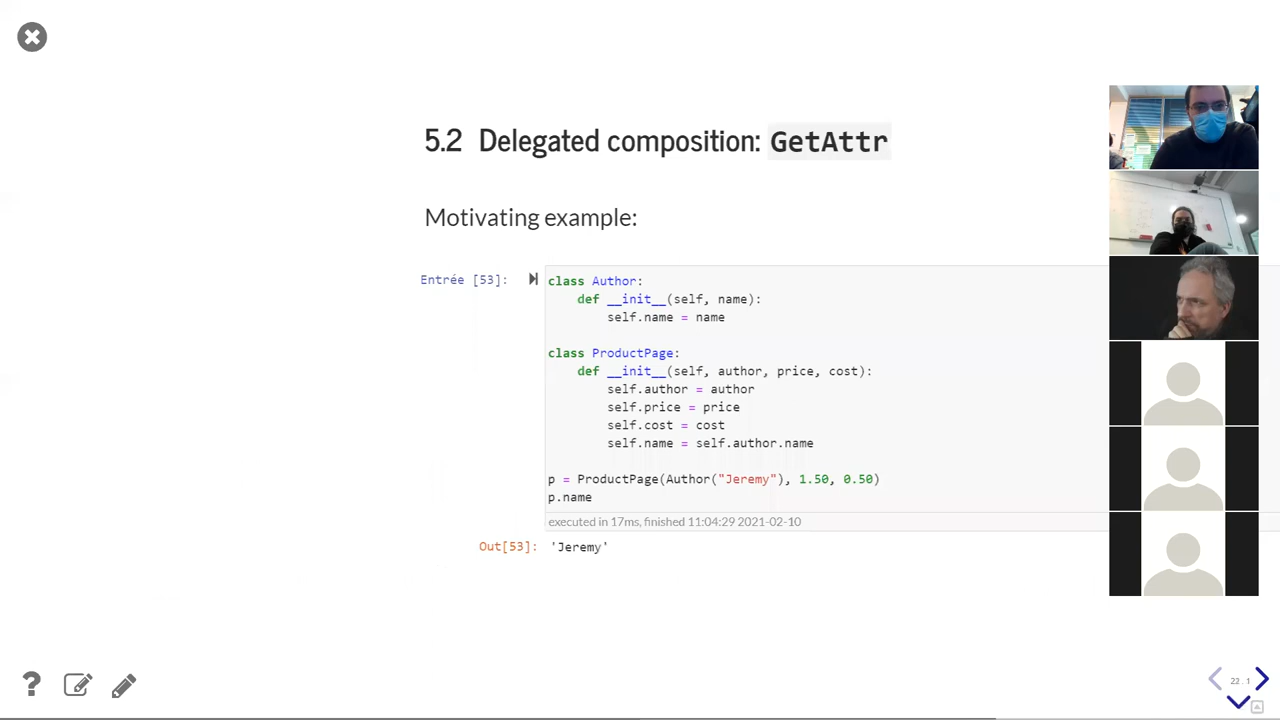 5.2 Delegated composition: GetAttr
Motivating example:
Entrée [53]:
class Author:
    def __init__(self, name):
        self.name = name
class ProductPage:
    def __init__(self, author, price, cost):
        self.author = author
        self.price = price
        self.cost = cost
        self.name = self.author.name
p = ProductPage(Author("Jeremy"), 1.50, 0.50)
p.name
executed in 17ms, finished 11:04:29 2021-02-10
Out[53]: 'Jeremy'
?
22.1